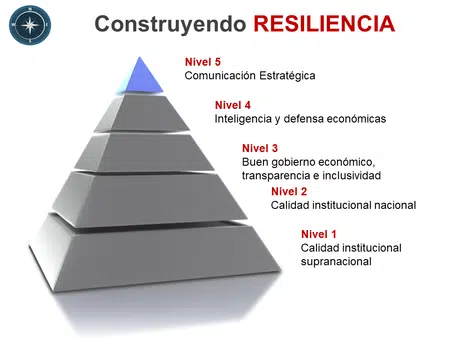 Construyendo RESILIENCIA
Nivel 5
Comunicación Estratégica
Nivel 4
Inteligencia y defensa económicas
Nivel 3
Buen gobierno económico,
transparencia e inclusividad
Nivel 2
Calidad institucional nacional
Nivel 1
Calidad institucional
supranacional